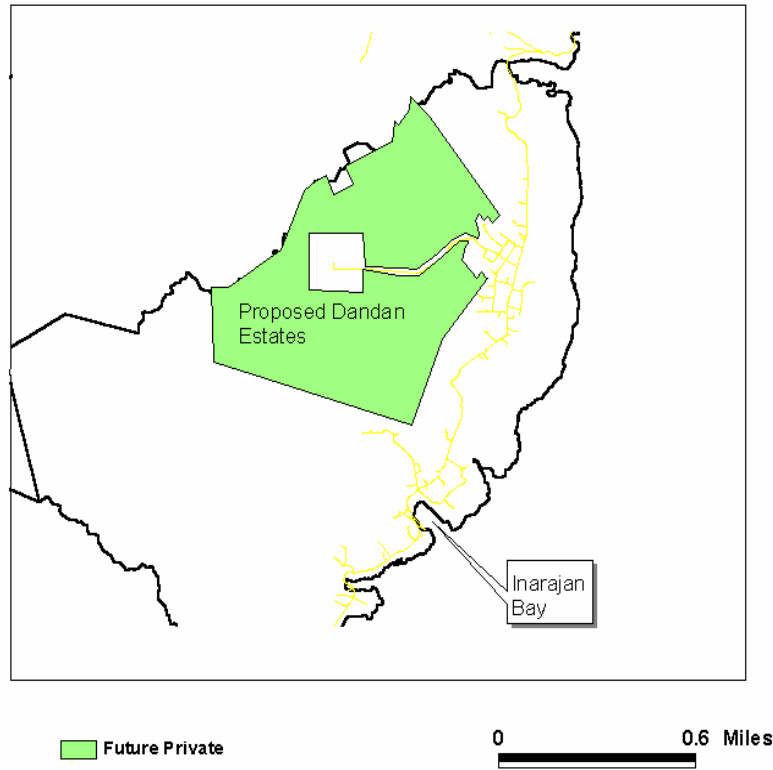 Proposed Dandan
Estates
Inarajan
Bay
Future Private
0 0.6 Miles